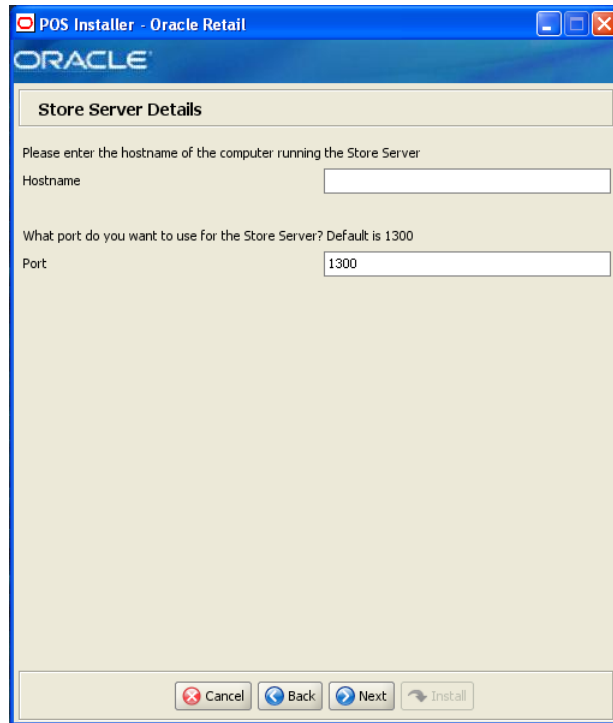 POS Installer - Oracle Retail
ORACLE
Store Server Details
Please enter the hostname of the computer running the Store Server
Hostname
What port do you want to use for the Store Server? Default is 1300
Port 1300
Cancel Back Next Install